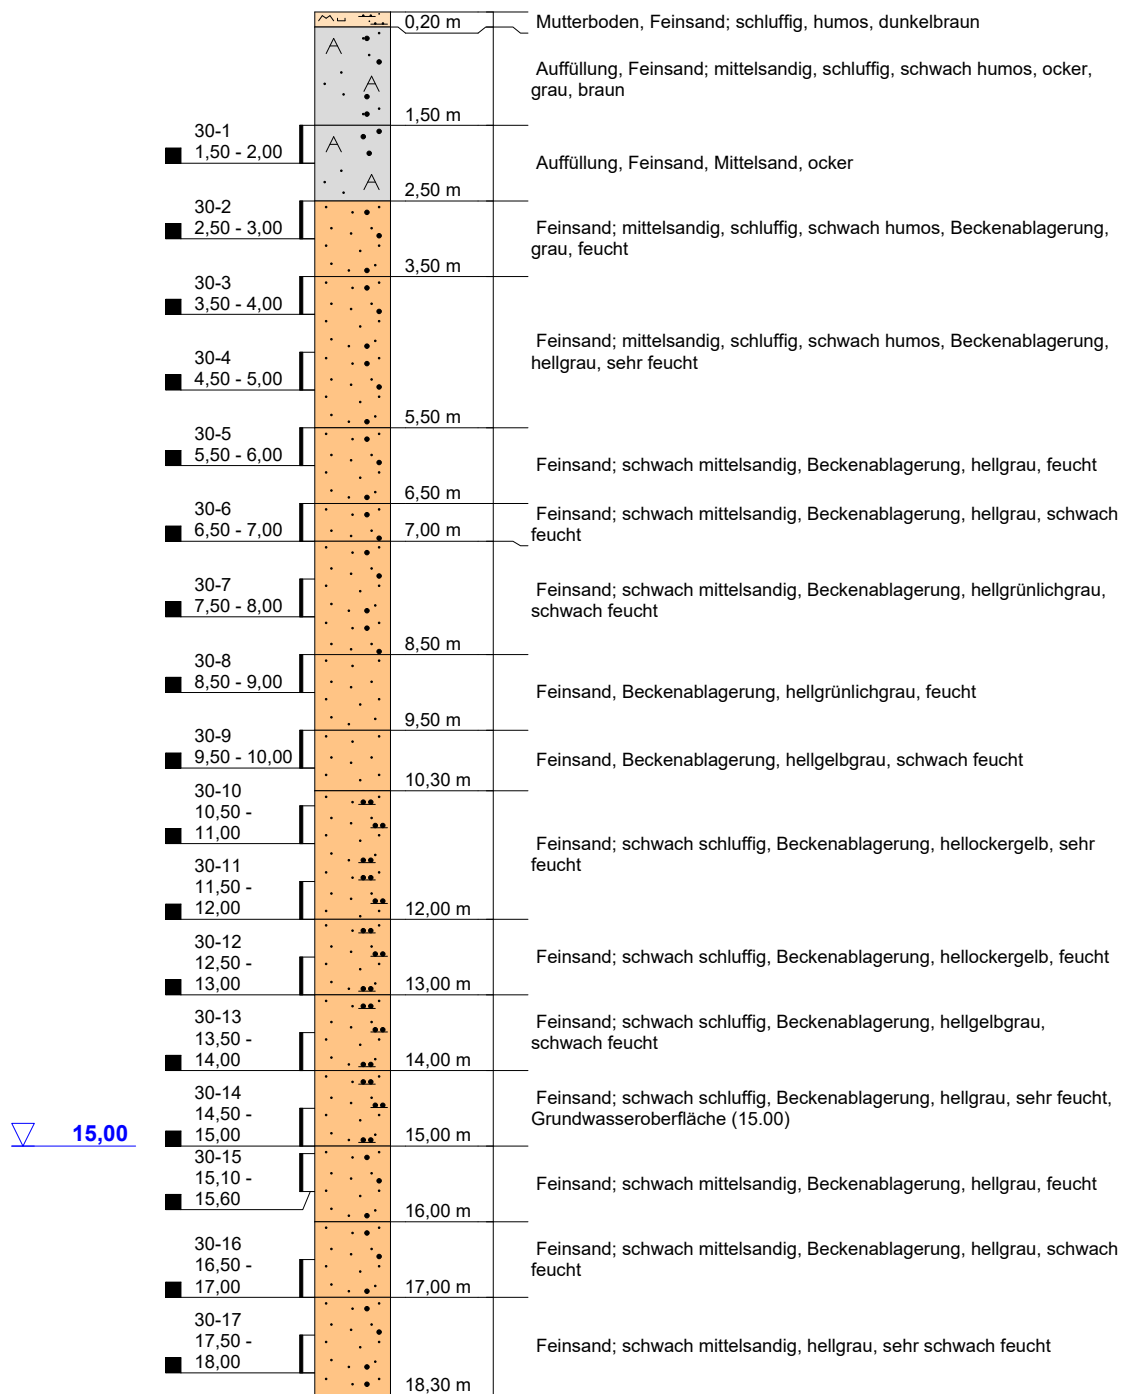 0,20 m
Mutterboden, Feinsand; schluffig, humos, dunkelbraun
A
A
Auffüllung, Feinsand; mittelsandig, schluffig, schwach humos, ocker,
grau, braun
1,50 m
30-1
1,50 - 2,00
A
A
Auffüllung, Feinsand, Mittelsand, ocker
2,50 m
30-2
2,50 - 3,00
Feinsand; mittelsandig, schluffig, schwach humos, Beckenablagerung,
grau, feucht
3,50 m
30-3
3,50 - 4,00
Feinsand; mittelsandig, schluffig, schwach humos, Beckenablagerung,
hellgrau, sehr feucht
30-4
4,50 - 5,00
5,50 m
30-5
5,50 - 6,00
Feinsand; schwach mittelsandig, Beckenablagerung, hellgrau, feucht
6,50 m
30-6
6,50 - 7,00
7,00 m
Feinsand; schwach mittelsandig, Beckenablagerung, hellgrau, schwach
feucht
30-7
7,50 - 8,00
Feinsand; schwach mittelsandig, Beckenablagerung, hellgrünlichgrau,
schwach feucht
8,50 m
30-8
8,50 - 9,00
Feinsand, Beckenablagerung, hellgrünlichgrau, feucht
9,50 m
30-9
9,50 - 10,00
Feinsand, Beckenablagerung, hellgelbgrau, schwach feucht
10,30 m
30-10
10,50 -
11,00
Feinsand; schwach schluffig, Beckenablagerung, hellockergelb, sehr
feucht
30-11
11,50 -
12,00
12,00 m
30-12
12,50 -
13,00
Feinsand; schwach schluffig, Beckenablagerung, hellockergelb, feucht
13,00 m
30-13
13,50 -
14,00
Feinsand; schwach schluffig, Beckenablagerung, hellgelbgrau,
schwach feucht
14,00 m
30-14
14,50 -
15,00
Feinsand; schwach schluffig, Beckenablagerung, hellgrau, sehr feucht,
Grundwasseroberfläche (15.00)
15,00 m
15,00
30-15
15,10 -
15,60
Feinsand; schwach mittelsandig, Beckenablagerung, hellgrau, feucht
16,00 m
30-16
16,50 -
17,00
Feinsand; schwach mittelsandig, Beckenablagerung, hellgrau, schwach
feucht
17,00 m
30-17
17,50 -
18,00
Feinsand; schwach mittelsandig, hellgrau, sehr schwach feucht
18,30 m